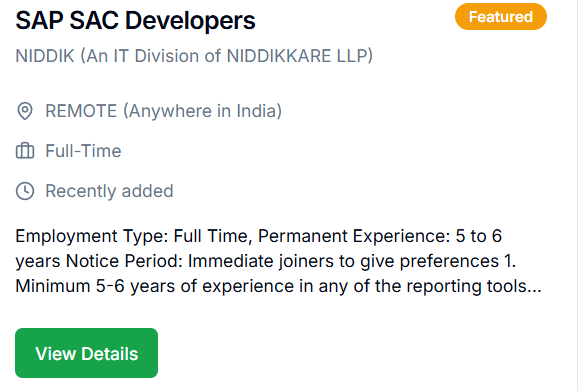 SAP SAC Developers
Featured
NIDDIK (An IT Division of NIDDIKKARE LLP)
REMOTE (Anywhere in India)
Full-Time
Recently added
Employment Type: Full Time, Permanent Experience: 5 to 6
years Notice Period: Immediate joiners to give preferences 1.
Minimum 5-6 years of experience in any of the reporting tools...
View Details